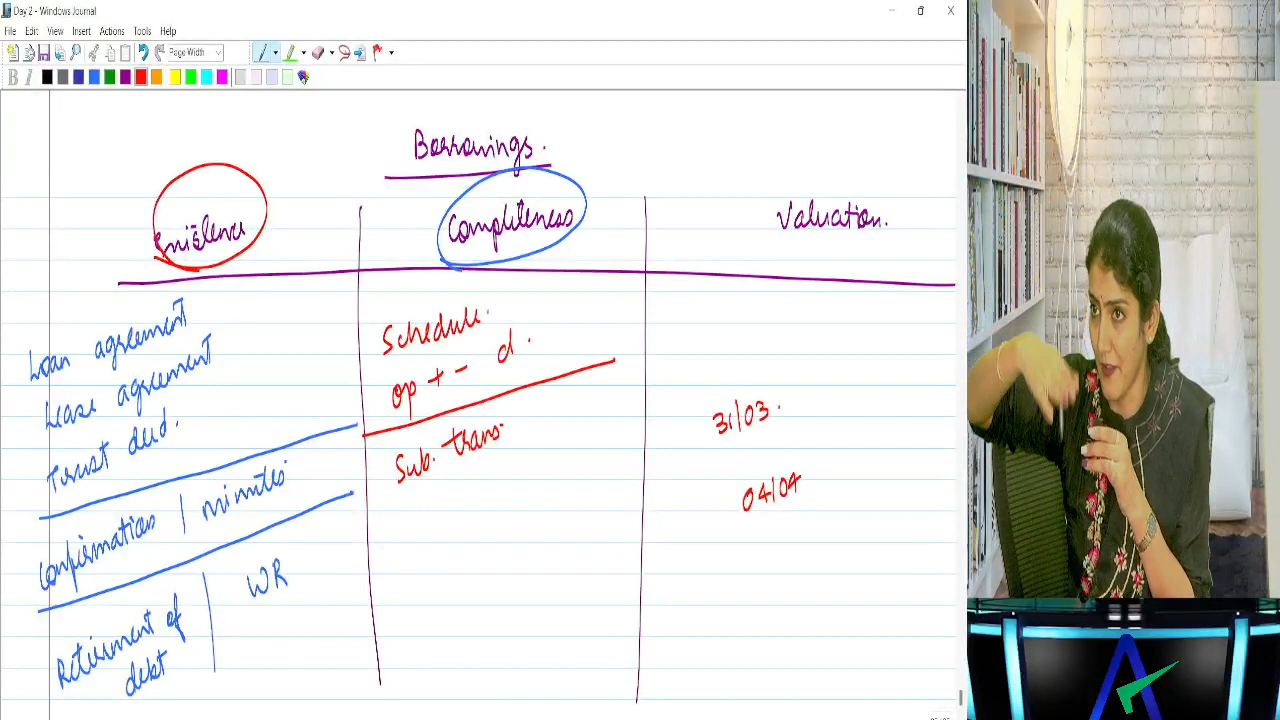 Day 2 - Windows Journal
File Edit View Insert Actions Tools Help
Page Width
B I
Borrowings.
Existence
Completeness
Valuation.
Loan agreement
Lease agreement
Trust deed.
Confirmation | minutes
Retirement of debt | WR
Schedule.
op + - d.
Sub. trans.
31/03.
04/04